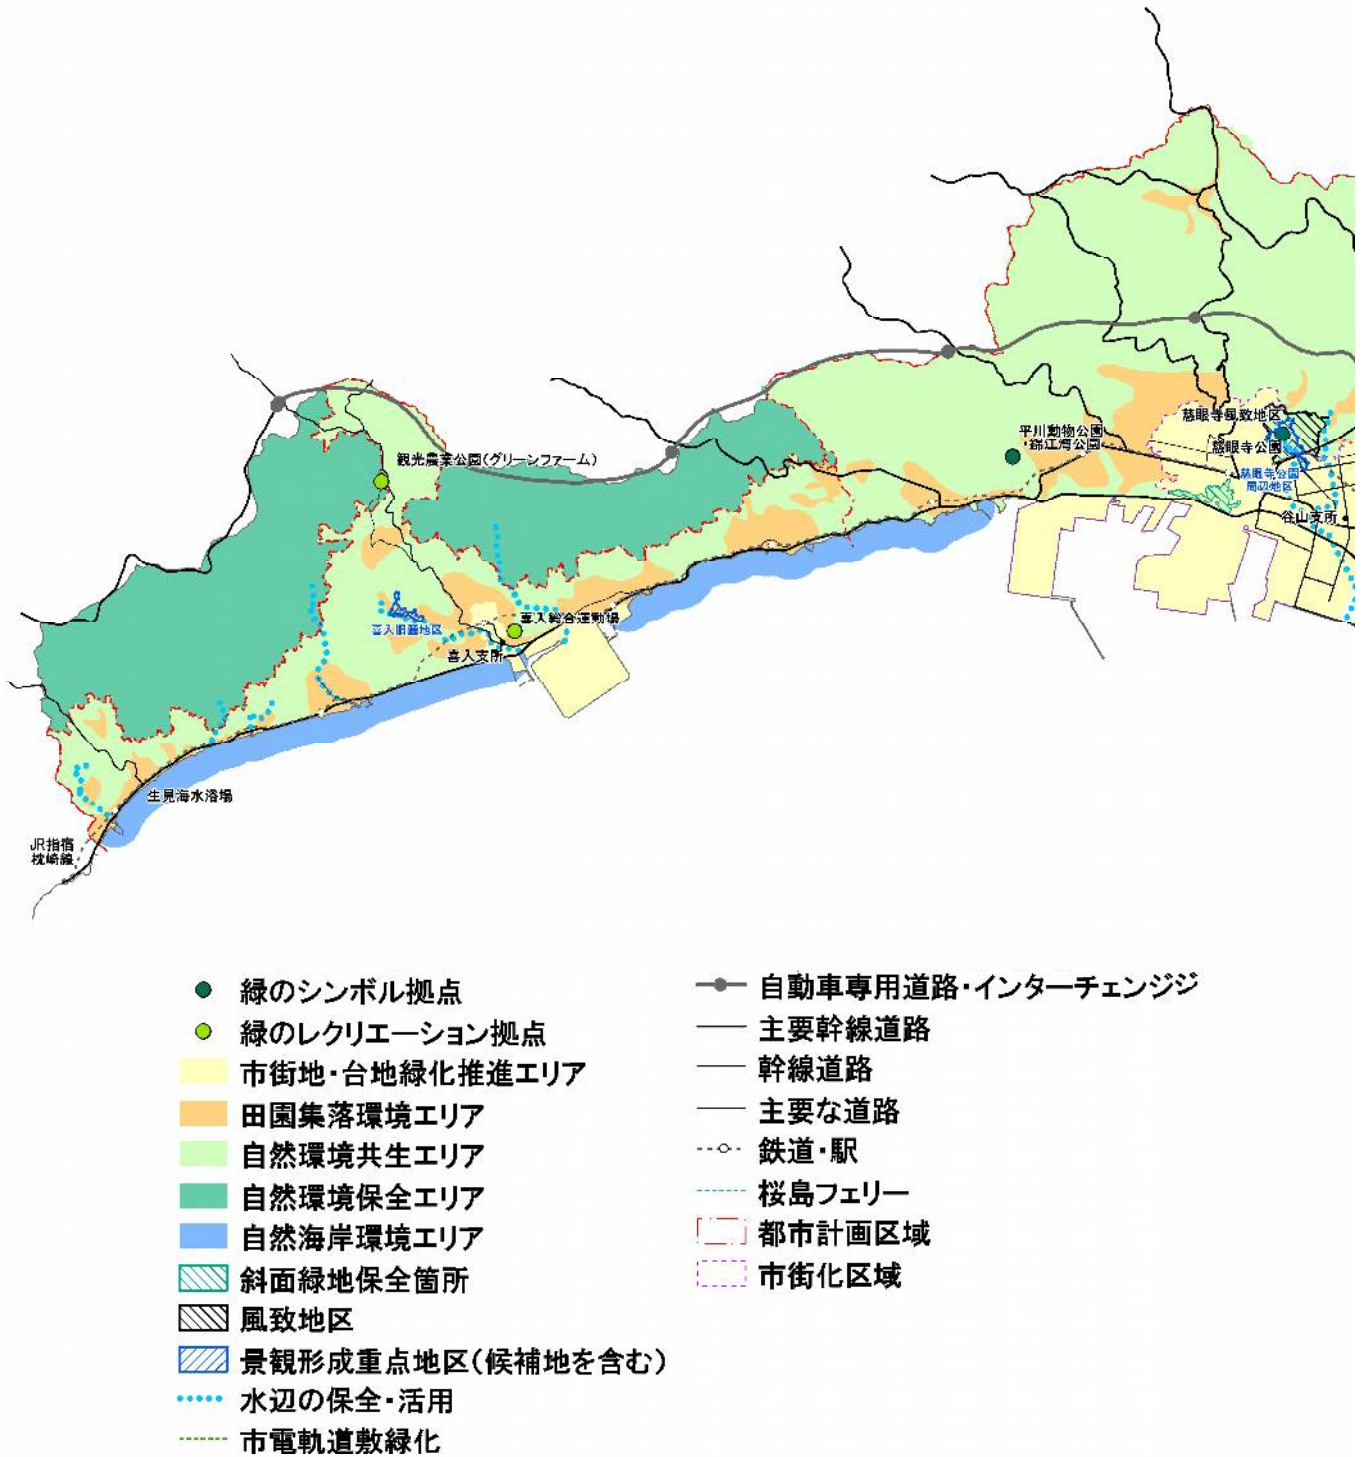 慈眼寺風致地区
平川動物公園
・錦江湾公園
慈眼寺公園
観光農業公園(グリーンファーム)
慈眼寺公園
周辺地区
谷山支所
喜入総合運動場
喜入旧麓地区
喜入支所
生見海水浴場
JR指宿
枕崎線
緑のシンボル拠点
緑のレクリエーション拠点
市街地・台地緑化推進エリア
田園集落環境エリア
自然環境共生エリア
自然環境保全エリア
自然海岸環境エリア
斜面緑地保全箇所
風致地区
景観形成重点地区(候補地を含む)
水辺の保全・活用
市電軌道敷緑化
自動車専用道路・インターチェンジジ
主要幹線道路
幹線道路
主要な道路
鉄道・駅
桜島フェリー
都市計画区域
市街化区域